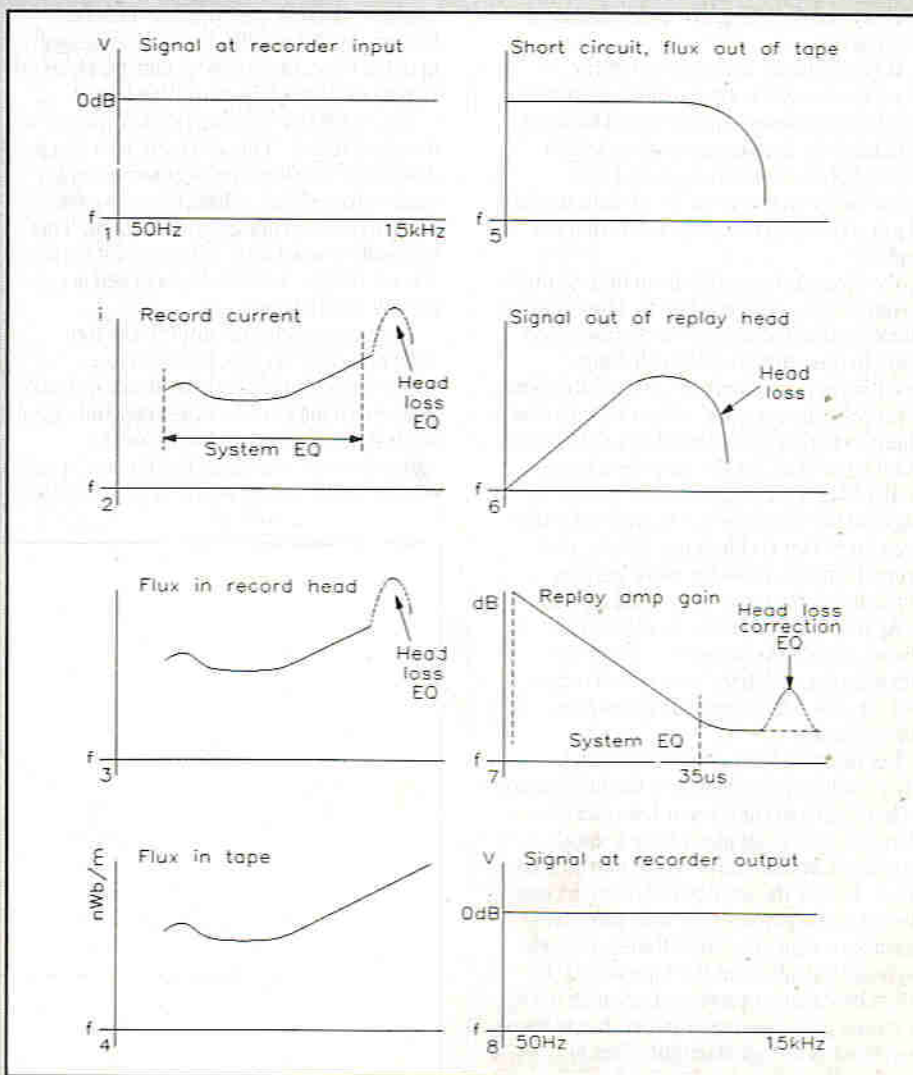 V Signal at recorder input
0dB
f
1 50Hz 15kHz
i Record current
Head
loss
EQ
System EQ
f
2
Flux in record head
Head
loss
EQ
f
3
nWb/m
Flux in tape
f
4
Short circuit, flux out of tape
f
5
Signal out of replay head
Head
loss
f
6
dB Replay amp gain
Head loss
correction
EQ
System EQ
f
7 35us
V Signal at recorder output
0dB
f
8 50Hz 15kHz